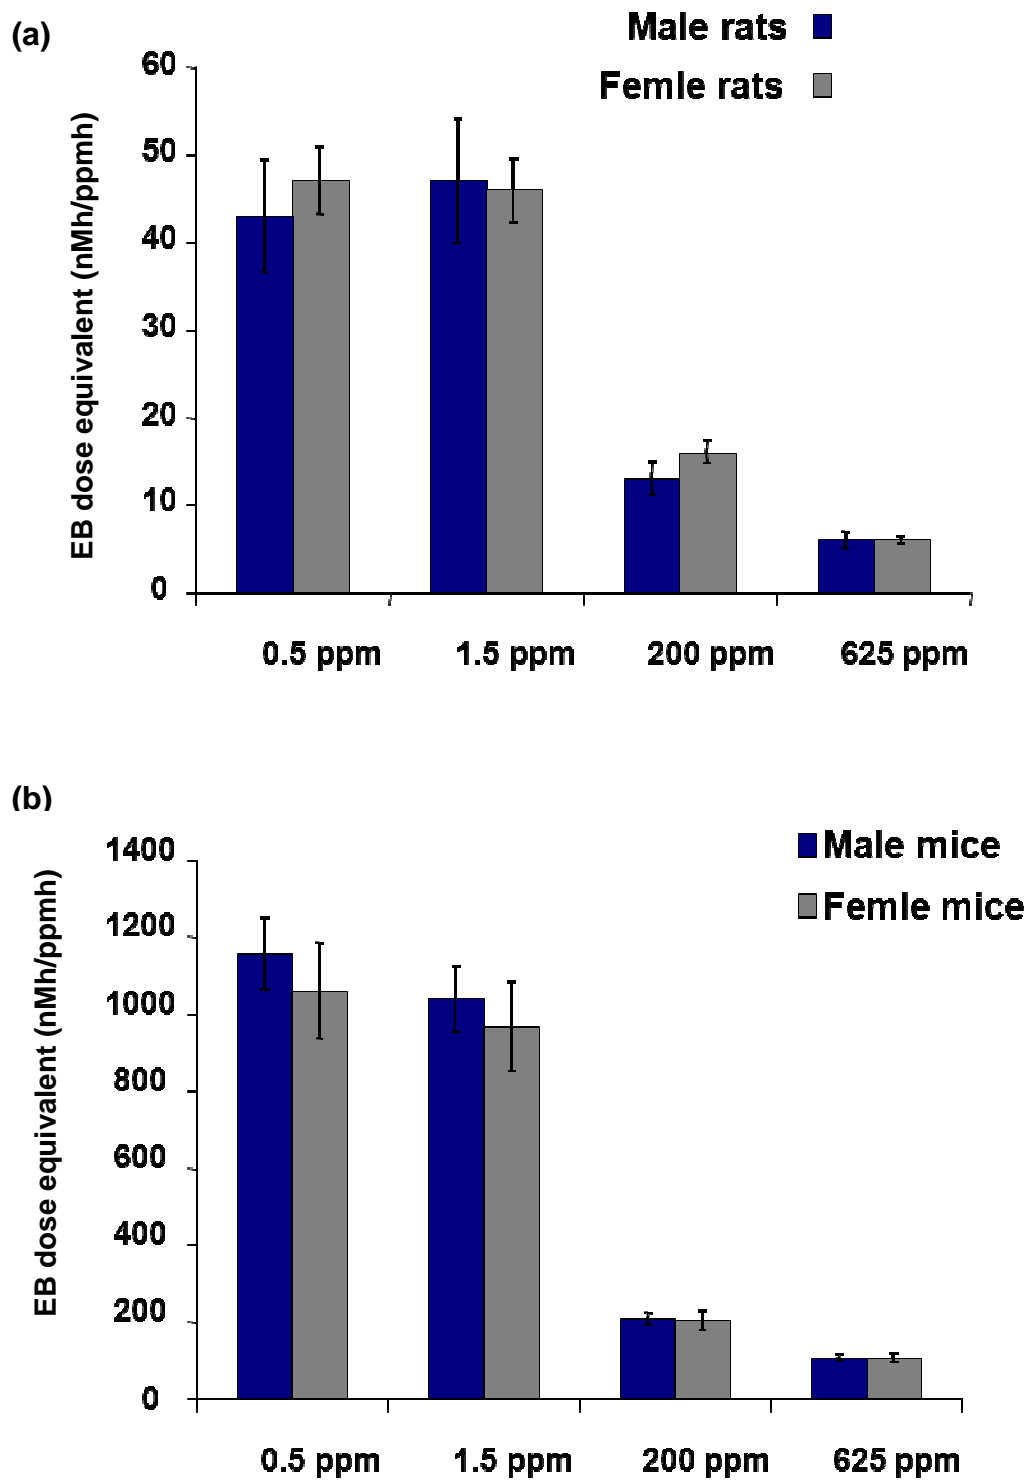 (a)
Male rats
Femle rats
EB dose equivalent (nMh/ppmh)
60
50
40
30
20
10
0
0.5 ppm 1.5 ppm 200 ppm 625 ppm
(b)
Male mice
Femle mice
EB dose equivalent (nMh/ppmh)
1400
1200
1000
800
600
400
200
0
0.5 ppm 1.5 ppm 200 ppm 625 ppm